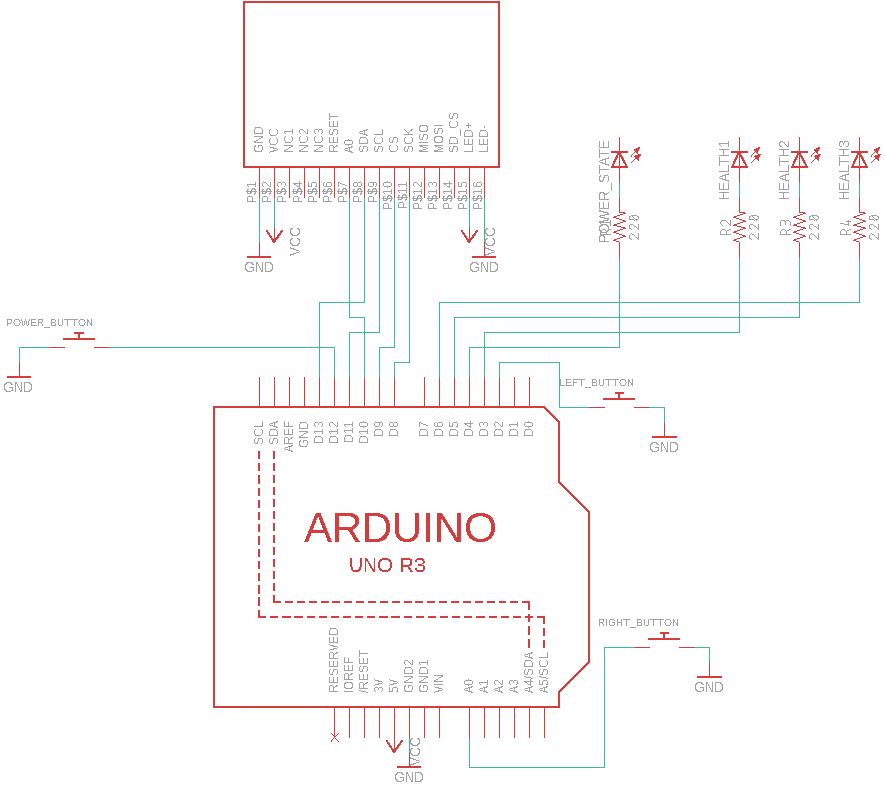 GND
VCC
NC1
NC2
NC3
RESET
A0
SDA
SCL
CS
SCK
MISO
MOSI
SD_CS
LED+
LED-
P$1
P$2
P$3
P$4
P$5
P$6
P$7
P$8
P$9
P$10
P$11
P$12
P$13
P$14
P$15
P$16
VCC
GND
VCC
GND
POWER_STATE
220
HEALTH1
R2
220
HEALTH2
R3
220
HEALTH3
R4
220
POWER_BUTTON
GND
LEFT_BUTTON
GND
SCL
SDA
AREF
GND
D13
D12
D11
D10
D9
D8
D7
D6
D5
D4
D3
D2
D1
D0
ARDUINO
UNO R3
RESERVED
IOREF
/RESET
3V
5V
GND2
GND1
VIN
A0
A1
A2
A3
A4/SDA
A5/SCL
VCC
GND
RIGHT_BUTTON
GND